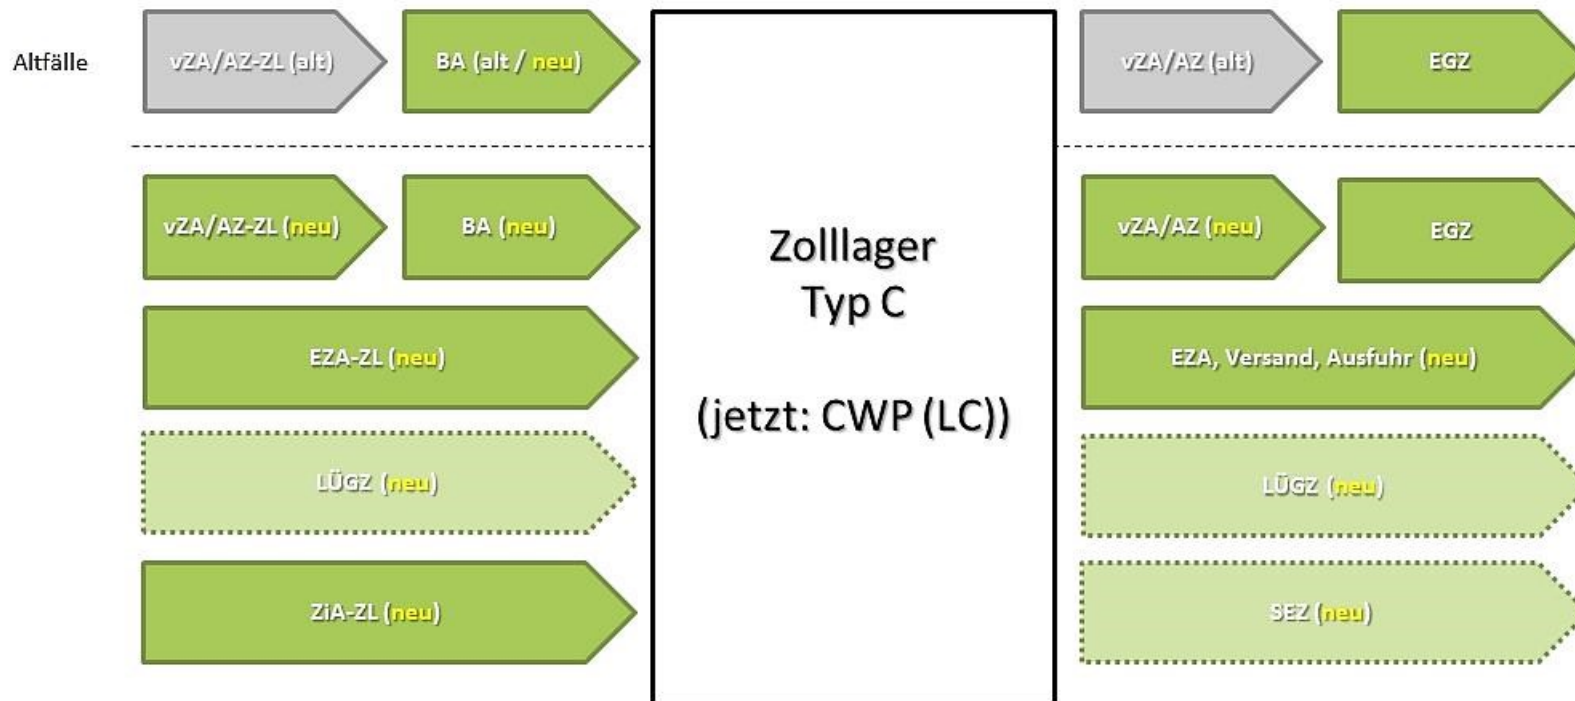 Altfälle
vZA/AZ-ZL (alt)
BA (alt / neu)
vZA/AZ (alt)
EGZ
vZA/AZ-ZL (neu)
BA (neu)
vZA/AZ (neu)
EGZ
Zolllager
Typ C
(jetzt: CWP (LC))
EZA-ZL (neu)
EZA, Versand, Ausfuhr (neu)
LÜGZ (neu)
LÜGZ (neu)
ZiA-ZL (neu)
SEZ (neu)